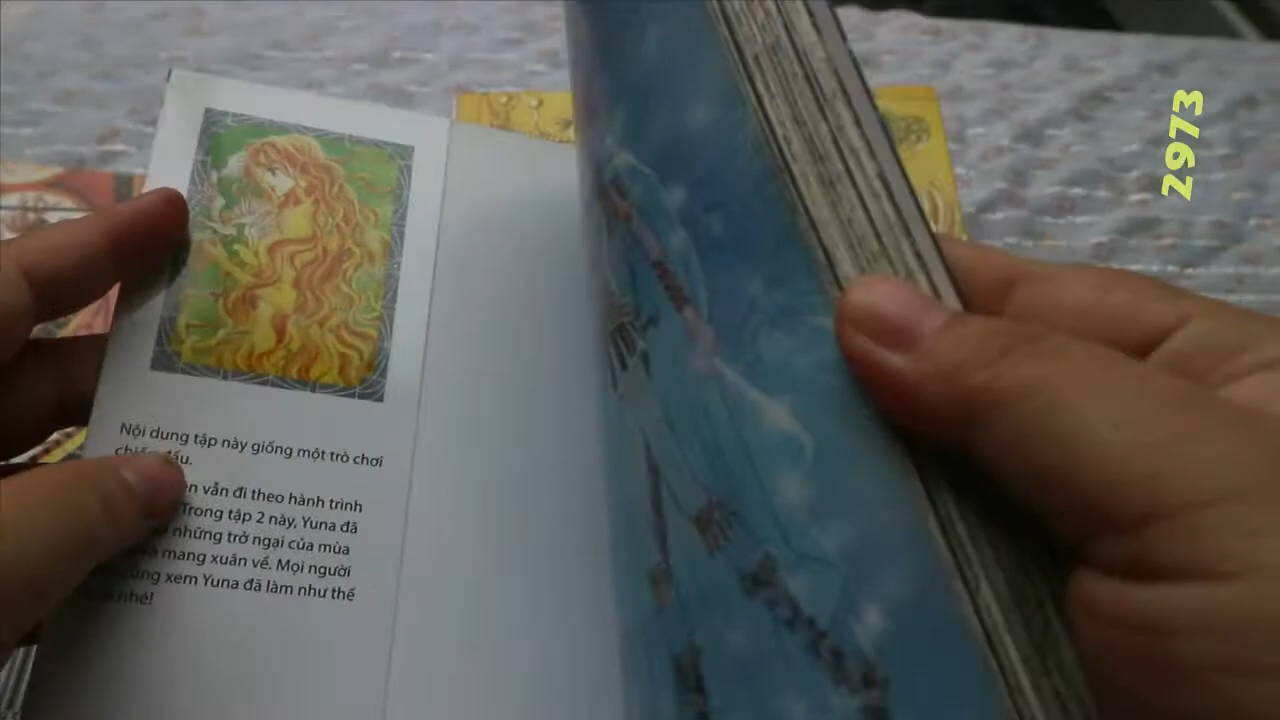 Nội dung tập này giống một trò chơi
đấu.
vẫn đi theo hành trình
Trong tập 2 này, Yuna đã
những trở ngại của mùa
mang xuân về. Mọi người
xem Yuna đã làm như thế
nhé!
2973